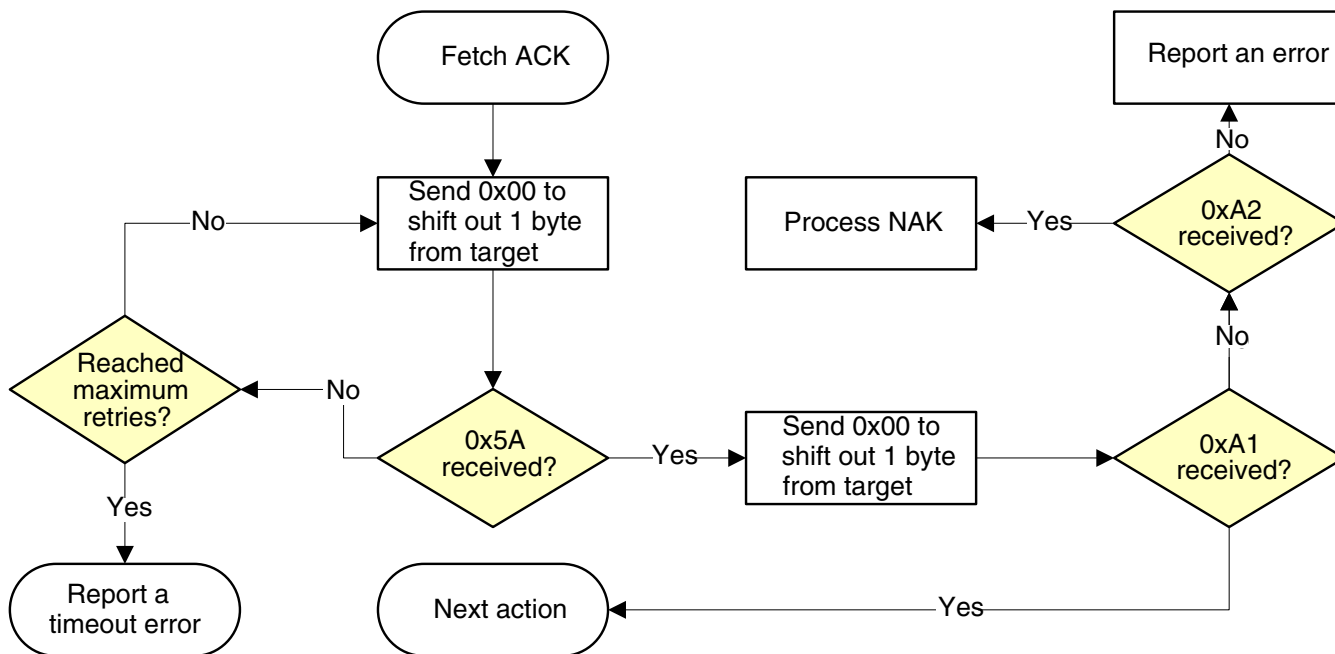 Fetch ACK
Report an error
No
Send 0x00 to
shift out 1 byte
from target
No
Process NAK
Yes
0xA2
received?
No
Reached
maximum
retries?
No
0x5A
received?
Yes
Send 0x00 to
shift out 1 byte
from target
0xA1
received?
Yes
Report a
timeout error
Next action
Yes